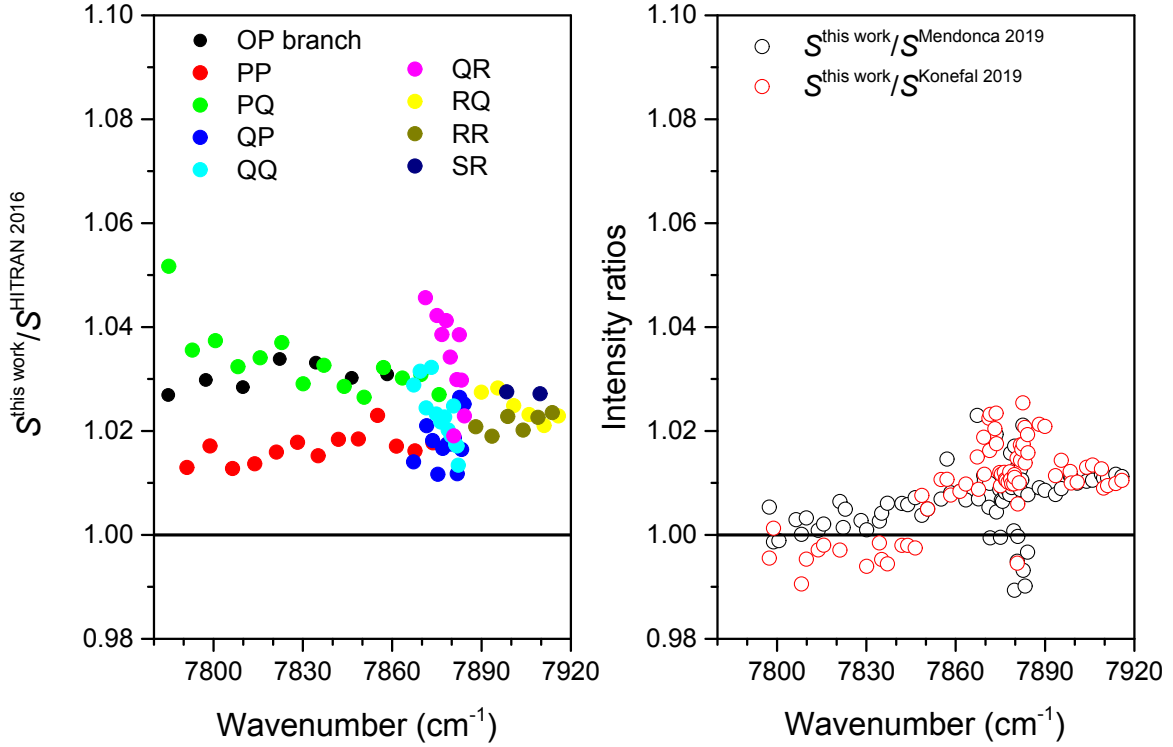 OP branch
PP
PQ
QP
QQ
QR
RQ
RR
SR
S^this work/S^HITRAN 2016
1.10
1.08
1.06
1.04
1.02
1.00
0.98
7800
7830
7860
7890
7920
Wavenumber (cm⁻¹)
S^this work/S^Mendonca 2019
S^this work/S^Konefal 2019
Intensity ratios
1.10
1.08
1.06
1.04
1.02
1.00
0.98
7800
7830
7860
7890
7920
Wavenumber (cm⁻¹)